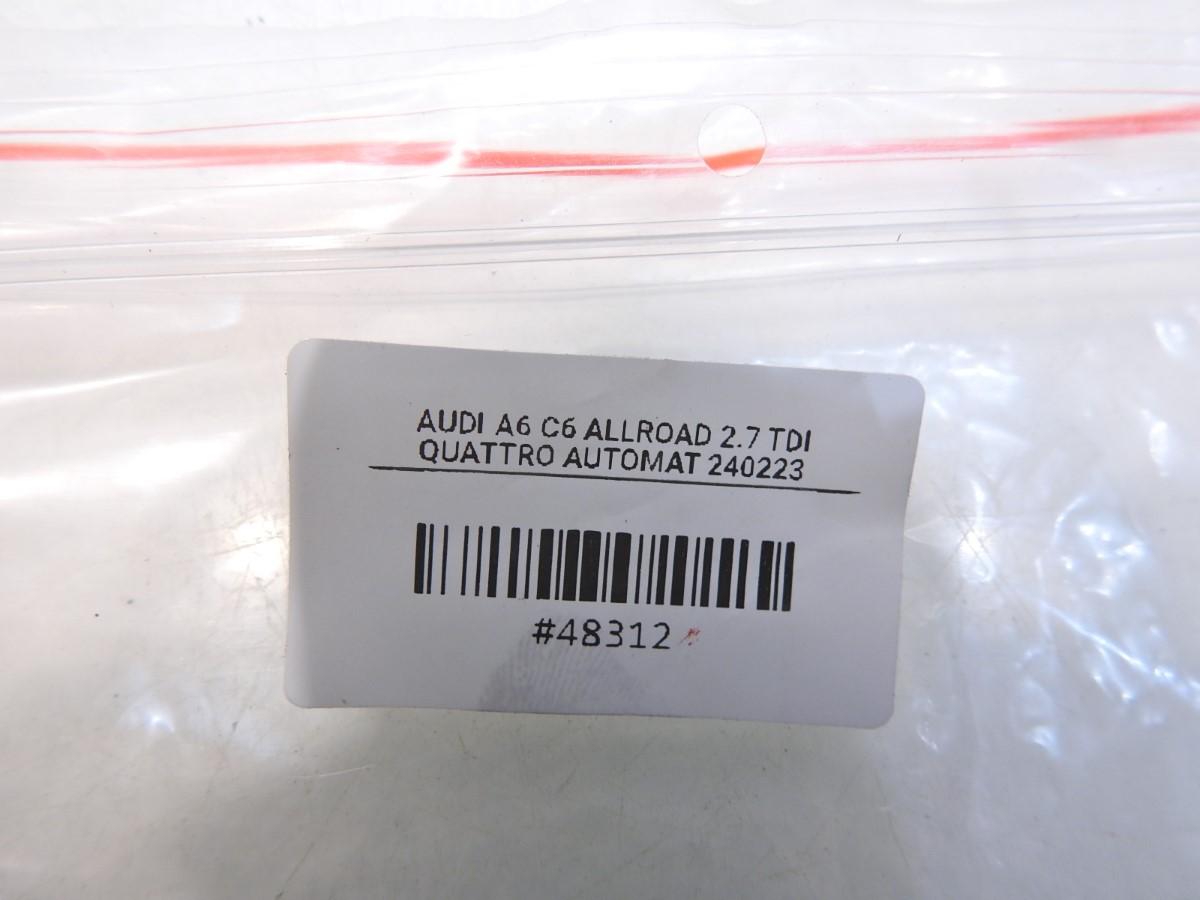 AUDI A6 C6 ALLROAD 2.7 TDI
QUATTRO AUTOMAT 240223
#48312